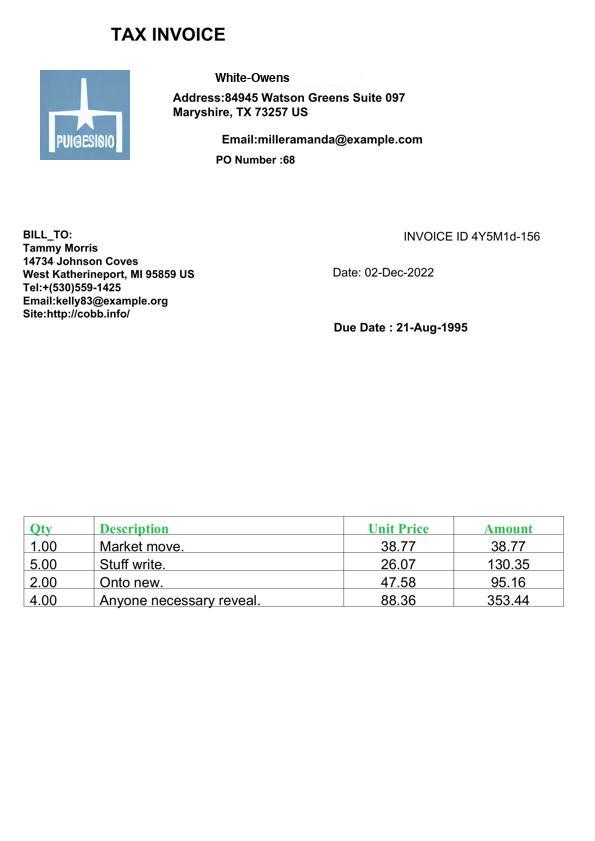 TAX INVOICE
PUIGESISIO
White-Owens
Address:84945 Watson Greens Suite 097
Maryshire, TX 73257 US
Email:milleramanda@example.com
PO Number :68
BILL_TO:
Tammy Morris
14734 Johnson Coves
West Katherineport, MI 95859 US
Tel:+(530)559-1425
Email:kelly83@example.org
Site:http://cobb.info/
INVOICE ID 4Y5M1d-156
Date: 02-Dec-2022
Due Date : 21-Aug-1995
Qty Description Unit Price Amount
1.00 Market move. 38.77 38.77
5.00 Stuff write. 26.07 130.35
2.00 Onto new. 47.58 95.16
4.00 Anyone necessary reveal. 88.36 353.44